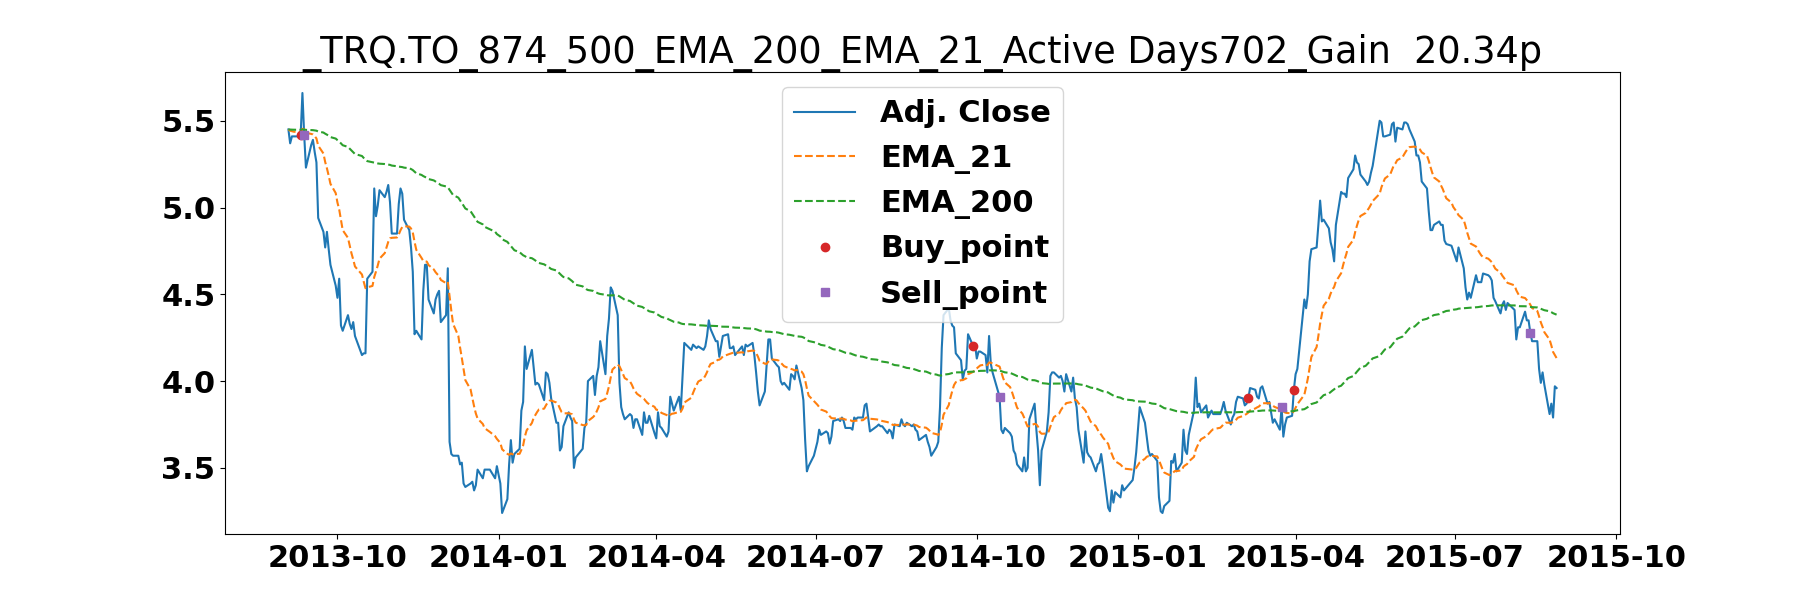 _TRQ.TO_874_500_EMA_200_EMA_21_Active Days702_Gain  20.34p
Adj. Close
EMA_21
EMA_200
Buy_point
Sell_point
5.5
5.0
4.5
4.0
3.5
2013-10 2014-01 2014-04 2014-07 2014-10 2015-01 2015-04 2015-07 2015-10